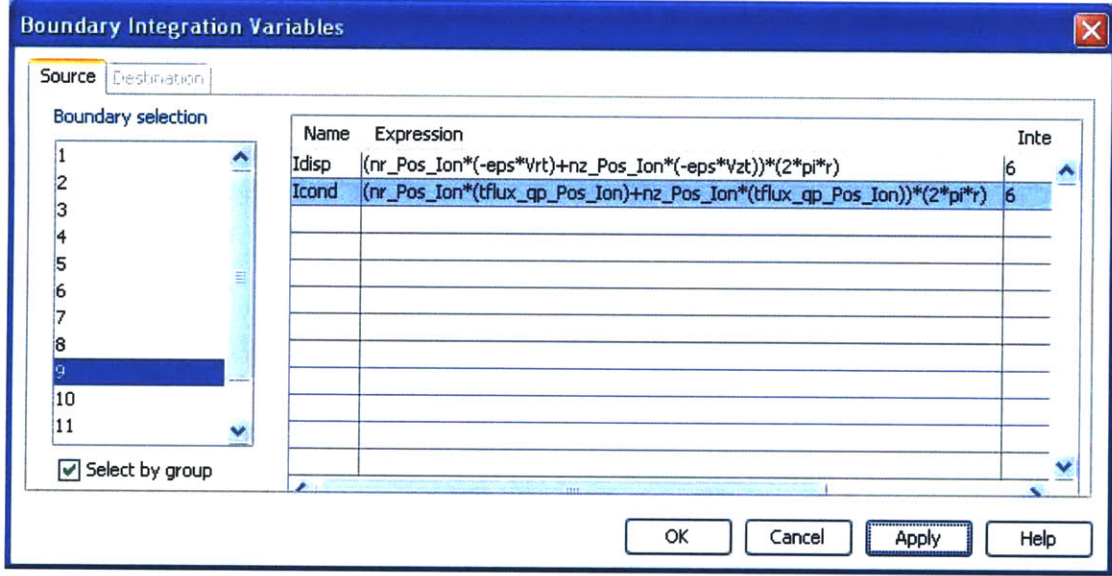 Boundary Integration Variables
Source Destination
Boundary selection
Name Expression Inte
1
2
3
4
5
6
7
8
9
10
11
Idisp (nr_Pos_Ion*(-eps*Vrt)+nz_Pos_Ion*(-eps*Vzt))*(2*pi*r) 6
Icond (nr_Pos_Ion*(tflux_qp_Pos_Ion)+nz_Pos_Ion*(tflux_qp_Pos_Ion))*(2*pi*r) 6
Select by group
OK Cancel Apply Help